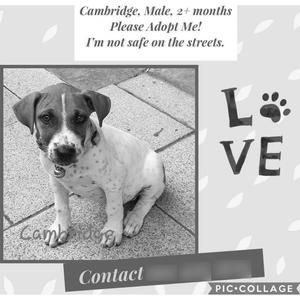 Cambridge, Male, 2+ months
Please Adopt Me!
I'm not safe on the streets.
L
VE
Cambridge
Contact
PIC•COLLAGE